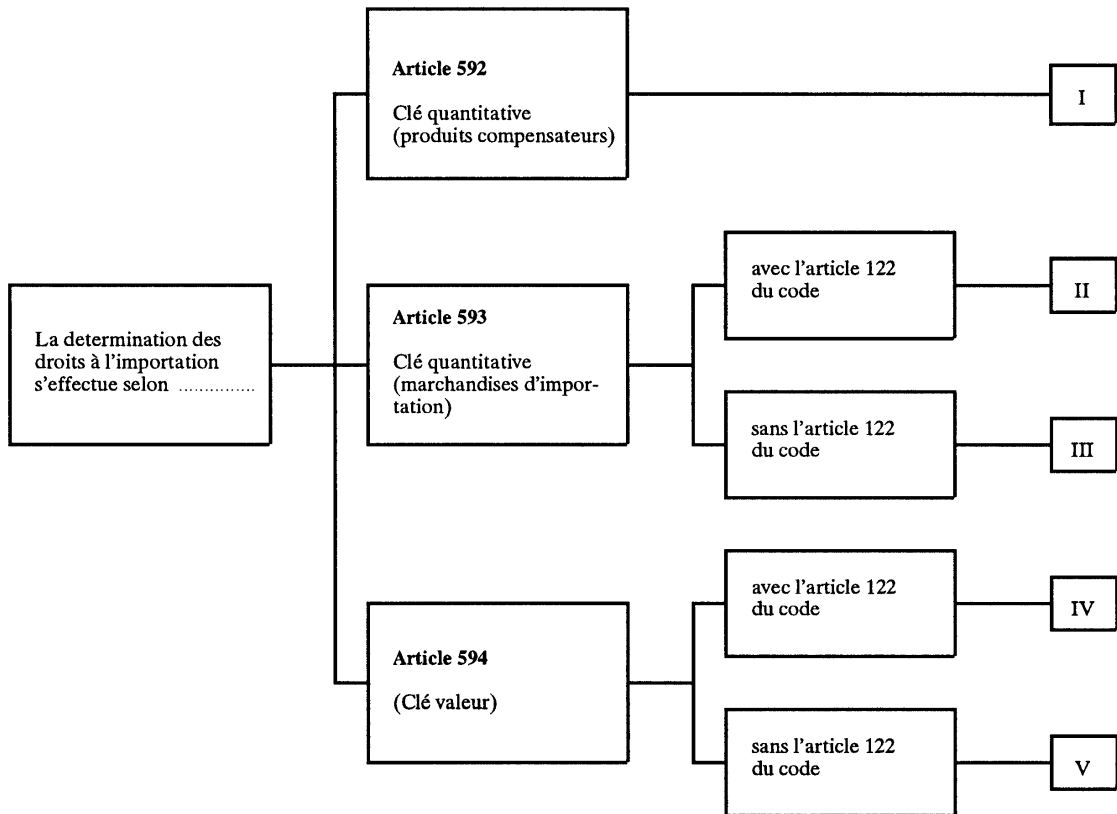 Article 592
Clé quantitative
(produits compensateurs)
I
La determination des
droits à l'importation
s'effectue selon ...............
Article 593
Clé quantitative
(marchandises d'impor-
tation)
avec l'article 122
du code
II
sans l'article 122
du code
III
Article 594
(Clé valeur)
avec l'article 122
du code
IV
sans l'article 122
du code
V